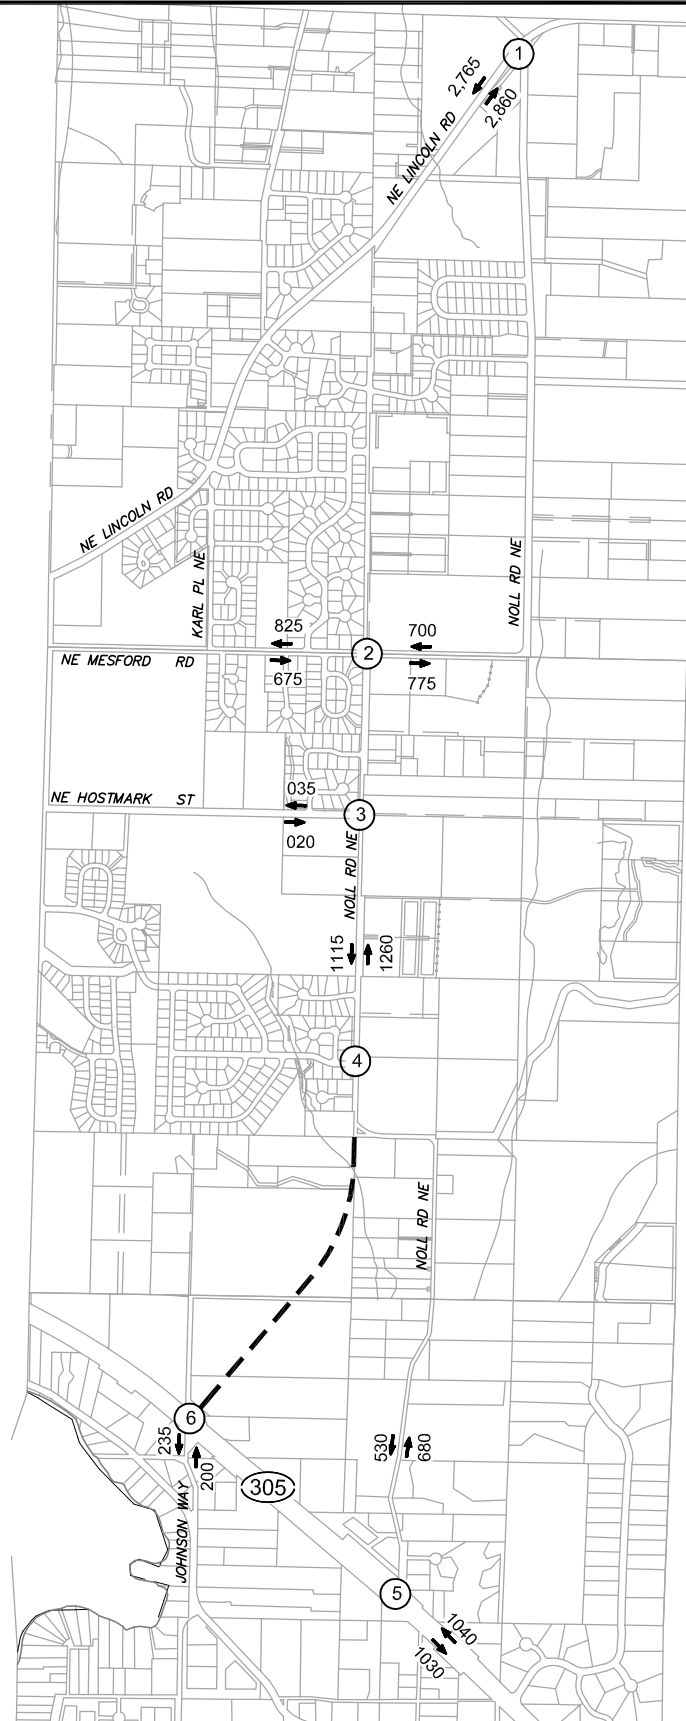 1
2,765
2,860
NE LINCOLN RD
NE LINCOLN RD
KARL PL NE
NOLL RD NE
825
700
2
NE MESFORD RD
675
775
035
NE HOSTMARK ST
3
020
NOLL RD NE
1115
1260
4
NOLL RD NE
6
235
200
530
680
305
JOHNSON WAY
5
1040
1030